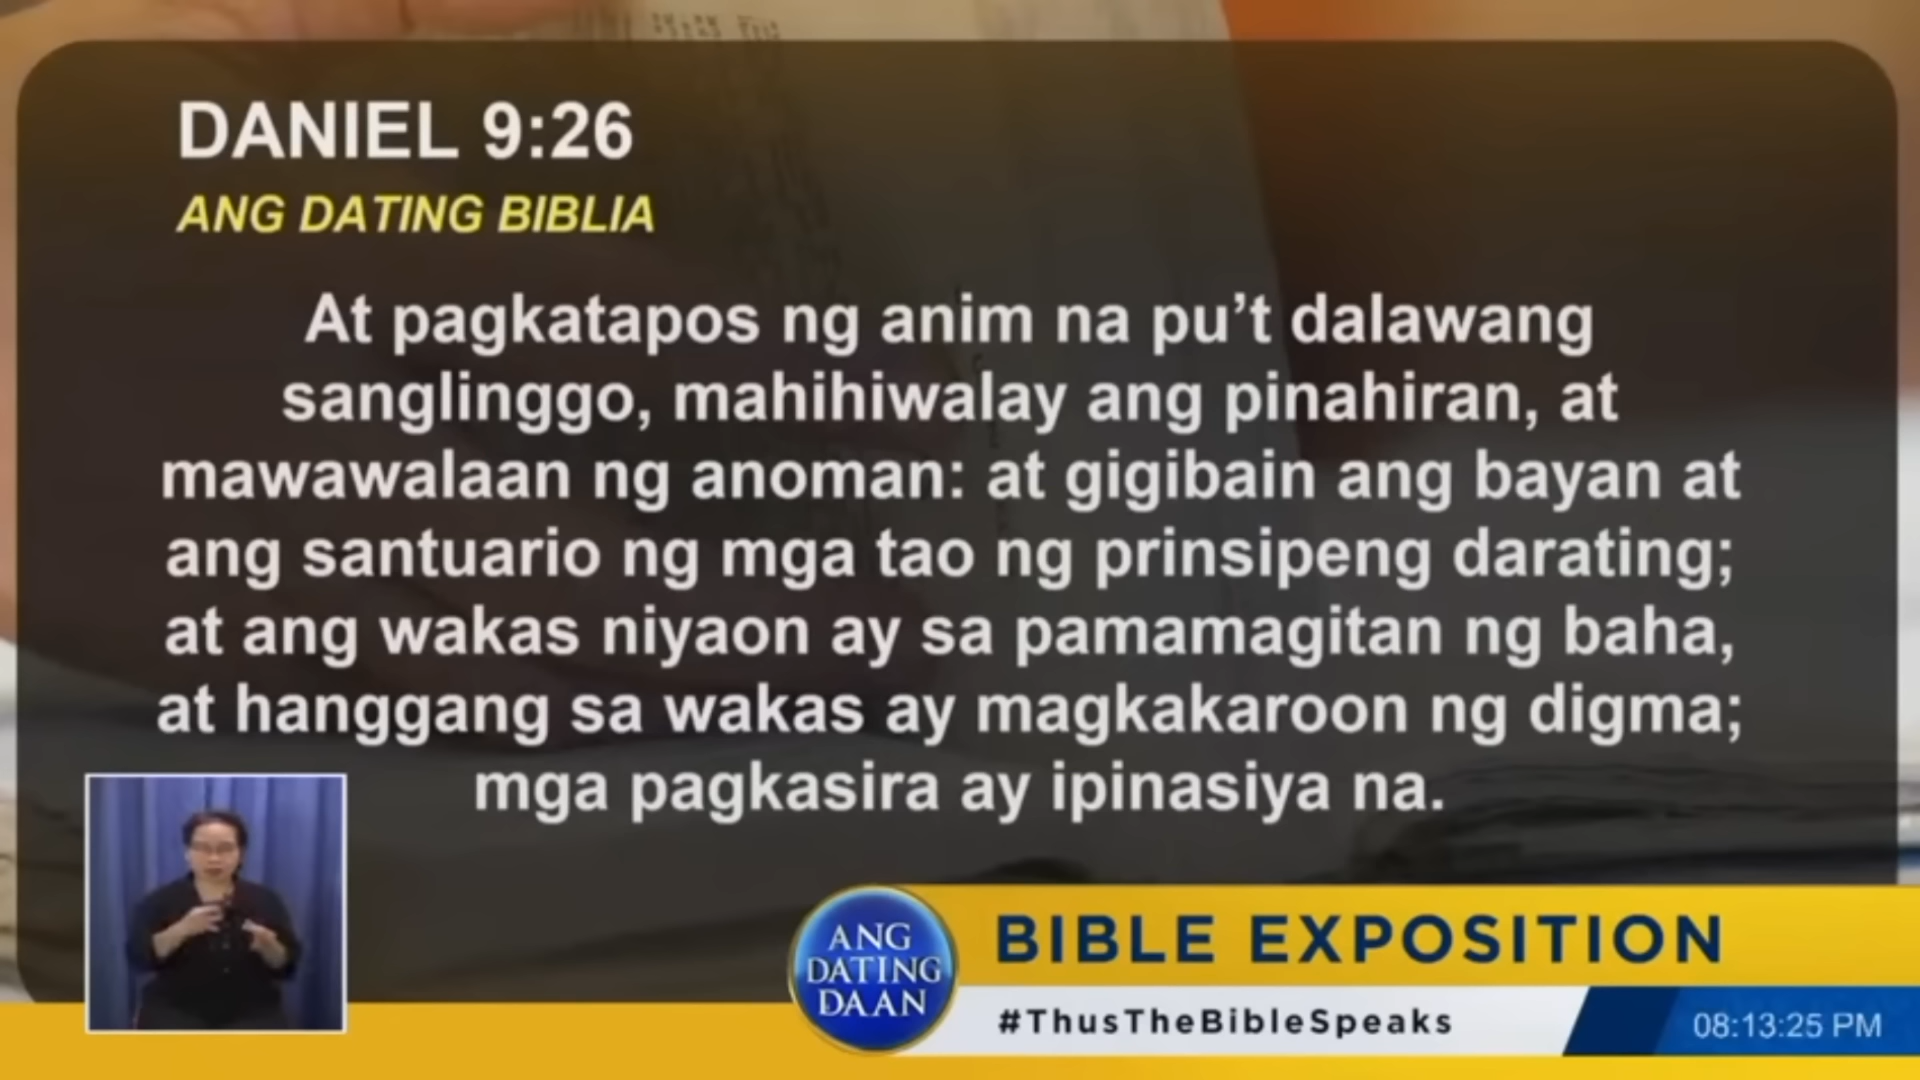 DANIEL 9:26
ANG DATING BIBLIA
At pagkatapos ng anim na pu’t dalawang
sanglinggo, mahihiwalay ang pinahiran, at
mawawalaan ng anoman: at gigibain ang bayan at
ang santuario ng mga tao ng prinsipeng darating;
at ang wakas niyaon ay sa pamamagitan ng baha,
at hanggang sa wakas ay magkakaroon ng digma;
mga pagkasira ay ipinasiya na.
ANG
DATING
DAAN
BIBLE EXPOSITION
#ThusTheBibleSpeaks
08:13:25 PM